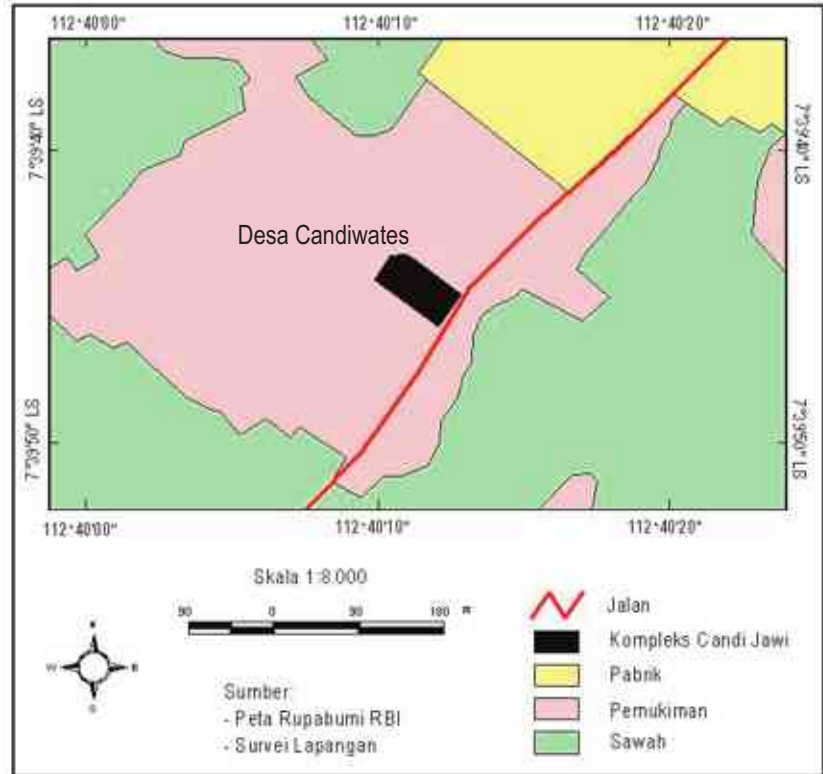 112°40'00"
112°40'10"
112°40'20"
7°39'40" LS
7°39'40" LS
Desa Candiwates
7°39'50" LS
7°39'50" LS
112°40'00"
112°40'10"
112°40'20"
Skala 1:8.000
90 0 90 180 m
W
S
Sumber:
- Peta Rupabumi RBI
- Survei Lapangan
Jalan
Kompleks Candi Jawi
Pabrik
Pemukiman
Sawah